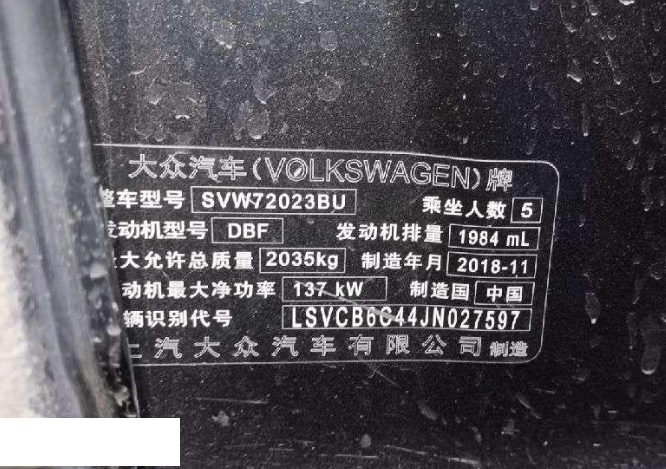 大众汽车(VOLKSWAGEN)牌
整车型号 SVW72023BU 乘坐人数 5
发动机型号 DBF 发动机排量 1984 mL
最大允许总质量 2035kg 制造年月 2018-11
动机最大净功率 137 kW 制造国 中国
辆识别代号 LSVCB6C44JN027597
上汽大众汽车有限公司 制造